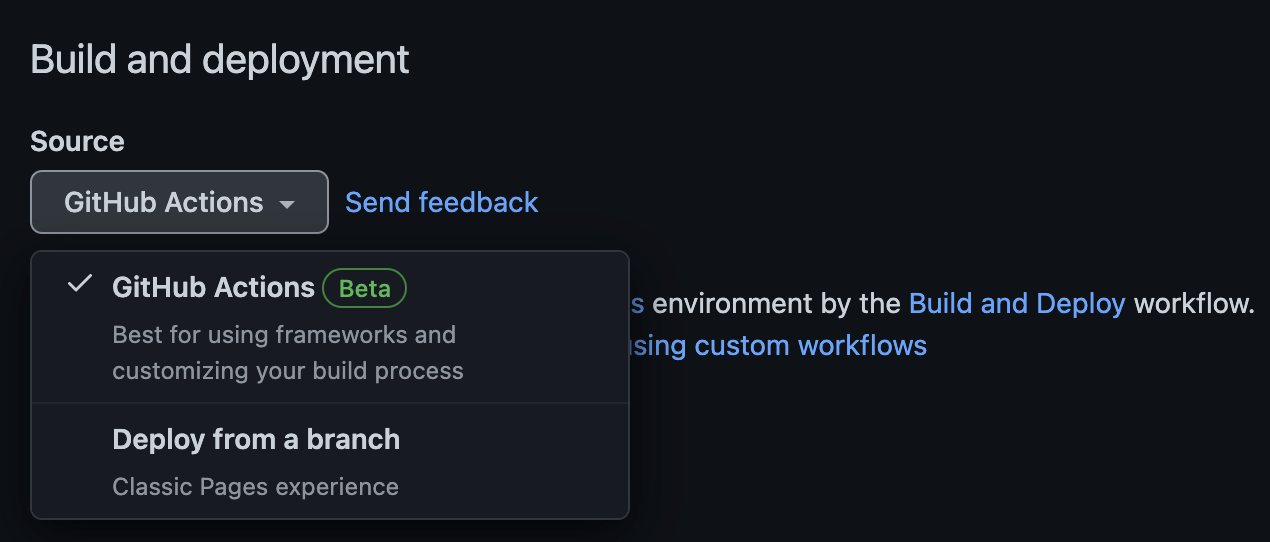 Build and deployment
Source
GitHub Actions
Send feedback
GitHub Actions Beta
Best for using frameworks and
customizing your build process
Deploy from a branch
Classic Pages experience
environment by the Build and Deploy workflow.
using custom workflows